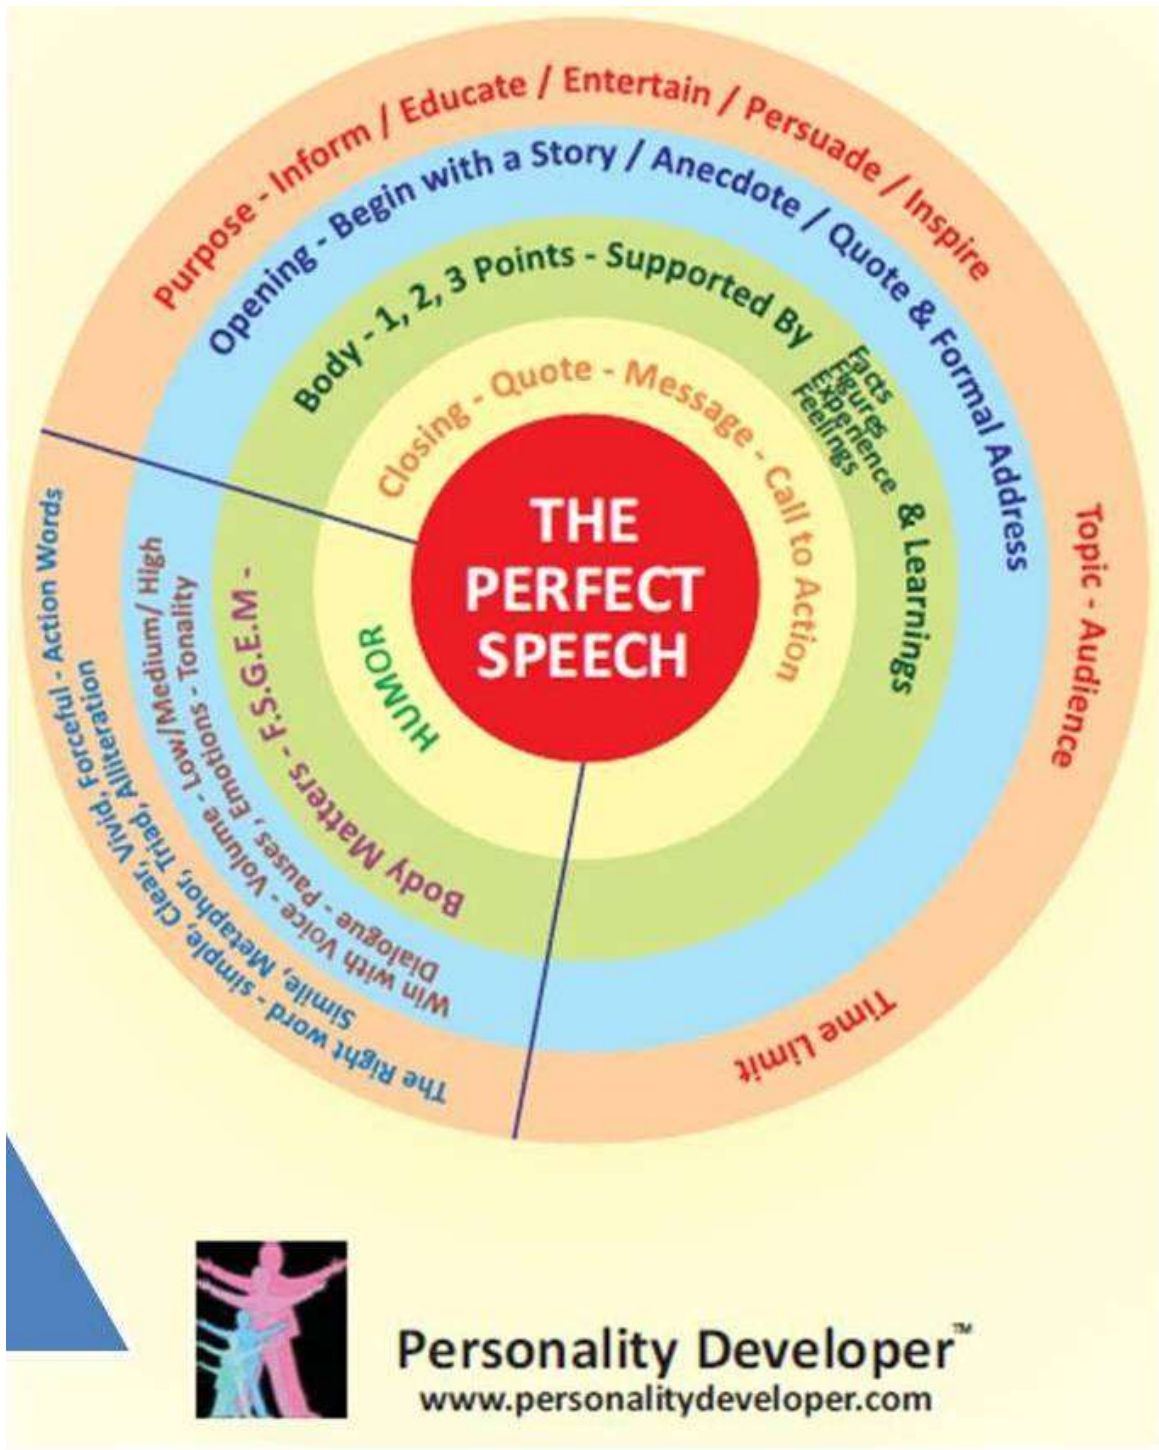 Purpose - Inform / Educate / Entertain / Persuade / Inspire
Topic - Audience
Time Limit
Opening - Begin with a Story / Anecdote / Quote & Formal Address
Body - 1, 2, 3 Points - Supported By
Facts
Figures
Experience
Feelings
& Learnings
Closing - Quote - Message - Call to Action
THE
PERFECT
SPEECH
HUMOR
Body Matters - F.S.G.E.M -
Win with Voice - Volume - Low/Medium/ High
Dialogue - Pauses , Emotions - Tonality
The Right word - simple, Clear, Vivid, Forceful - Action Words
Simile, Metaphor, Triad, Alliteration
Personality Developer™
www.personalitydeveloper.com